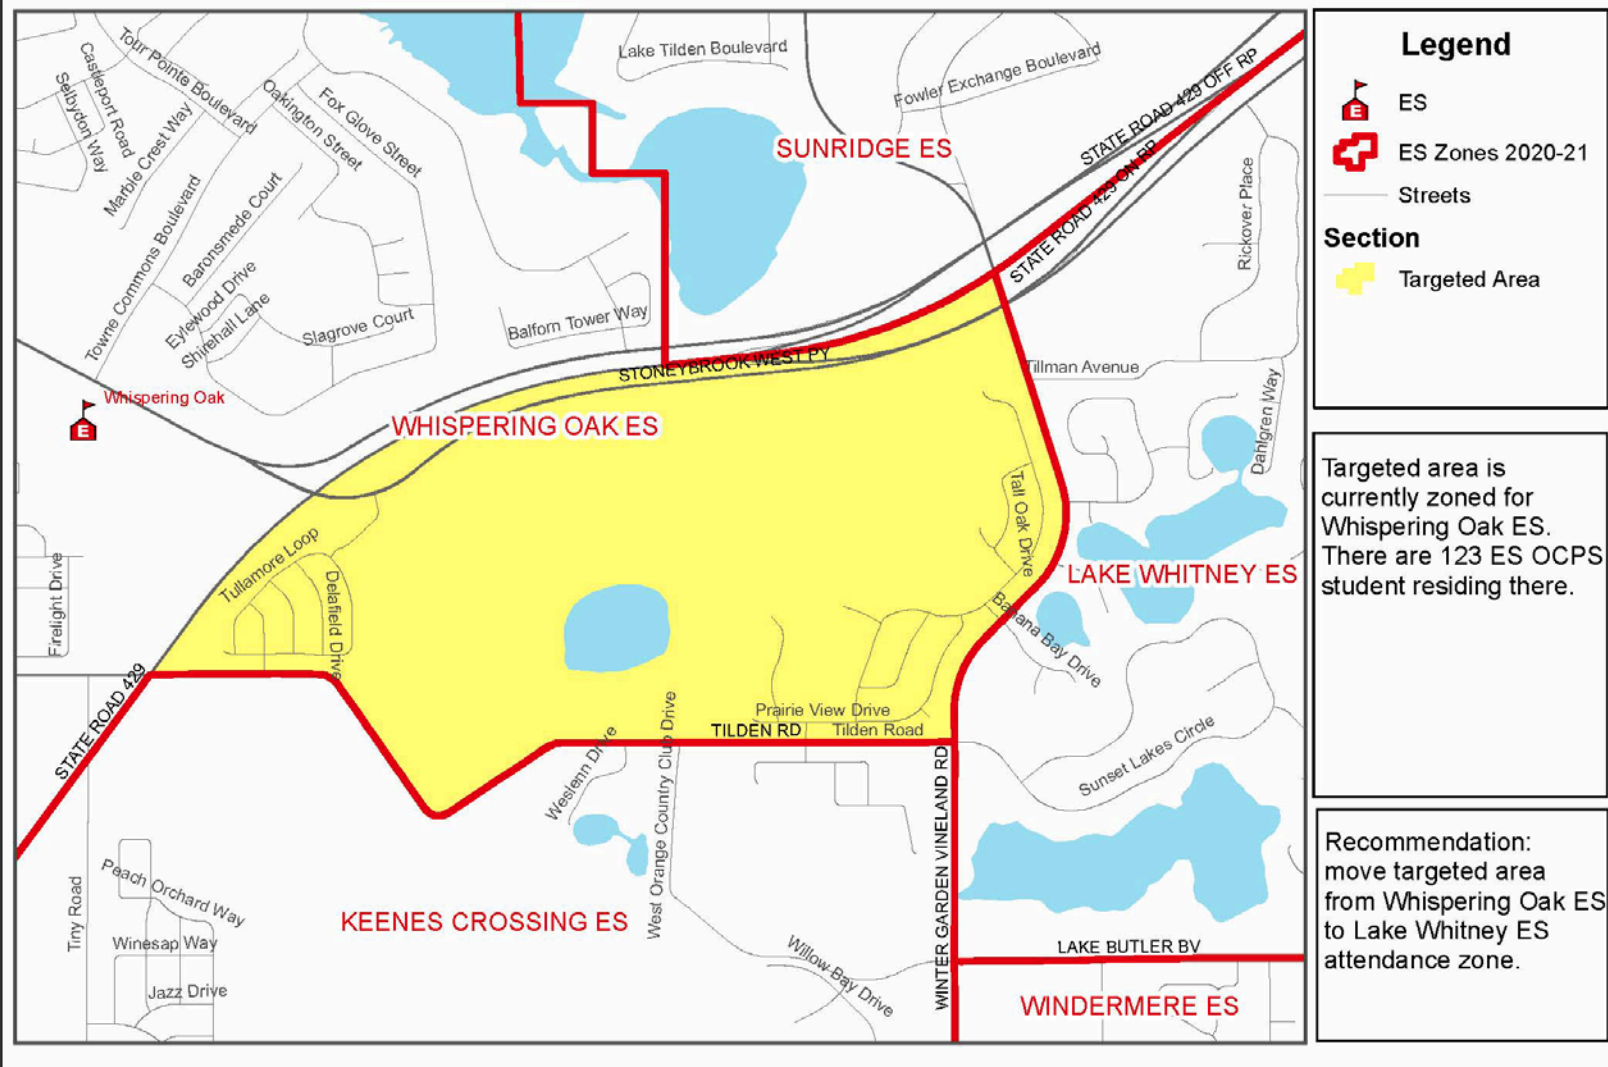 Tour Pointe Boulevard
Castleport Road
Selbydon Way
Marble Crest Way
Oakington Street
Fox Glove Street
Towne Commons Boulevard
Baronsmede Court
Eylewood Drive
Shirehall Lane
Slagrove Court
Lake Tilden Boulevard
Fowler Exchange Boulevard
SUNRIDGE ES
STATE ROAD 429 OFF RP
STATE ROAD 429 ON RP
Rickover Place
Balforn Tower Way
STONEYBROOK WEST PY
Tillman Avenue
Dahlgren Way
Whispering Oak
E
WHISPERING OAK ES
Tall Oak Drive
LAKE WHITNEY ES
Firelight Drive
Tullamore Loop
Delafield Drive
Banana Bay Drive
STATE ROAD 429
Prairie View Drive
TILDEN RD
Tilden Road
Weslenn Drive
West Orange Country Club Drive
Sunset Lakes Circle
WINTER GARDEN VINELAND RD
Tiny Road
Peach Orchard Way
Winesap Way
Jazz Drive
KEENES CROSSING ES
Willow Bay Drive
LAKE BUTLER BV
WINDERMERE ES
Legend
E
ES
ES Zones 2020-21
Streets
Section
Targeted Area
Targeted area is
currently zoned for
Whispering Oak ES.
There are 123 ES OCPS
student residing there.
Recommendation:
move targeted area
from Whispering Oak ES
to Lake Whitney ES
attendance zone.